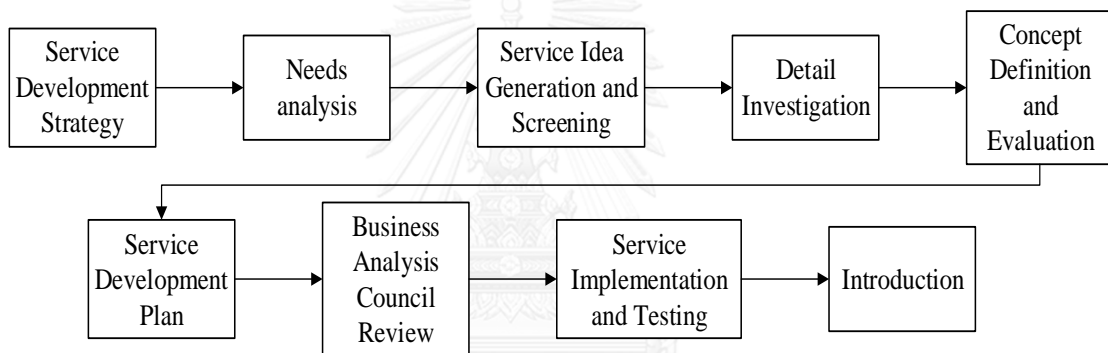 Service
Development
Strategy
Needs
analysis
Service Idea
Generation and
Screening
Detail
Investigation
Concept
Definition
and
Evaluation
Service
Development
Plan
Business
Analysis
Council
Review
Service
Implementation
and Testing
Introduction